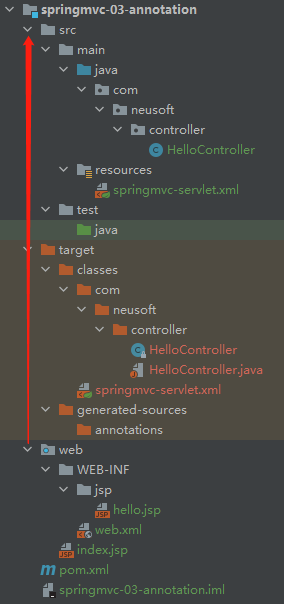 springmvc-03-annotation
src
main
java
com
neusoft
controller
HelloController
resources
springmvc-servlet.xml
test
java
target
classes
com
neusoft
controller
HelloController
HelloController.java
springmvc-servlet.xml
generated-sources
annotations
web
WEB-INF
jsp
hello.jsp
web.xml
index.jsp
pom.xml
springmvc-03-annotation.iml